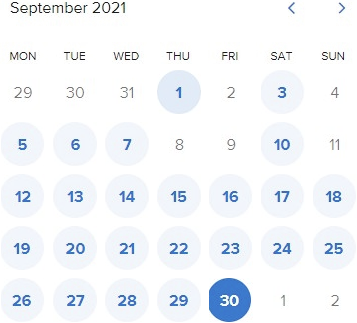 September 2021
MON TUE WED THU FRI SAT SUN
29 30 31 1 2 3 4
5 6 7 8 9 10 11
12 13 14 15 16 17 18
19 20 21 22 23 24 25
26 27 28 29 30 1 2